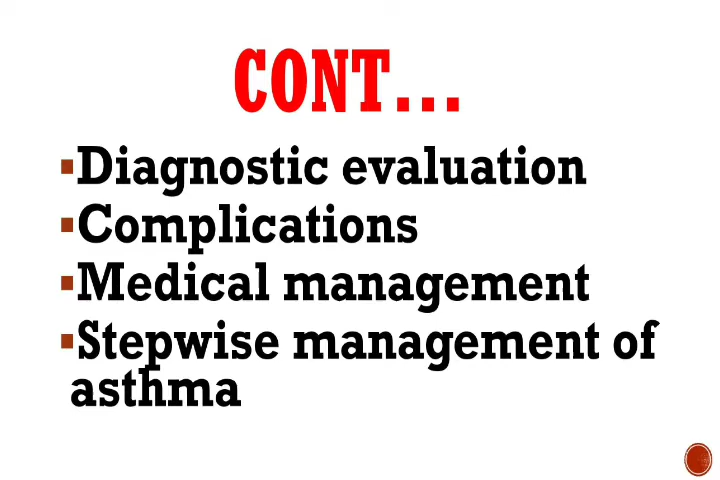 CONT...
▪Diagnostic evaluation
▪Complications
▪Medical management
▪Stepwise management of
asthma